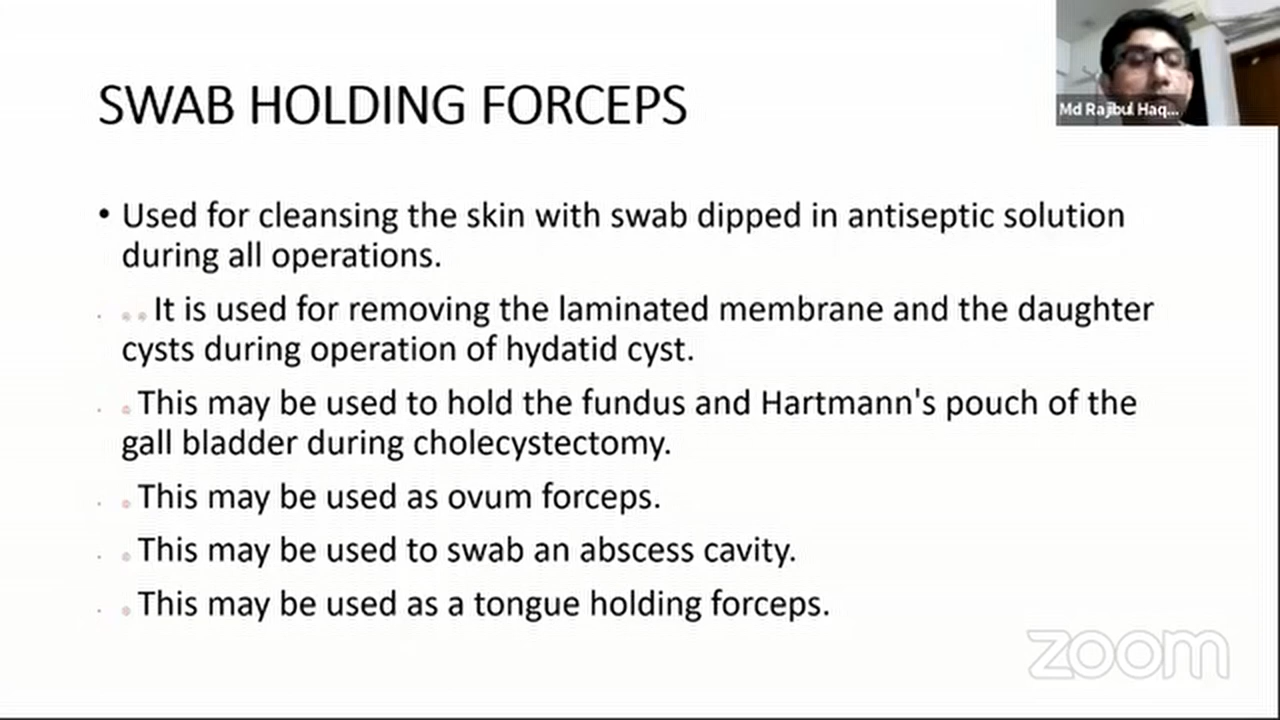 SWAB HOLDING FORCEPS
Md Rajibul Haq...
• Used for cleansing the skin with swab dipped in antiseptic solution
during all operations.
It is used for removing the laminated membrane and the daughter
cysts during operation of hydatid cyst.
This may be used to hold the fundus and Hartmann's pouch of the
gall bladder during cholecystectomy.
This may be used as ovum forceps.
This may be used to swab an abscess cavity.
This may be used as a tongue holding forceps.
zoom